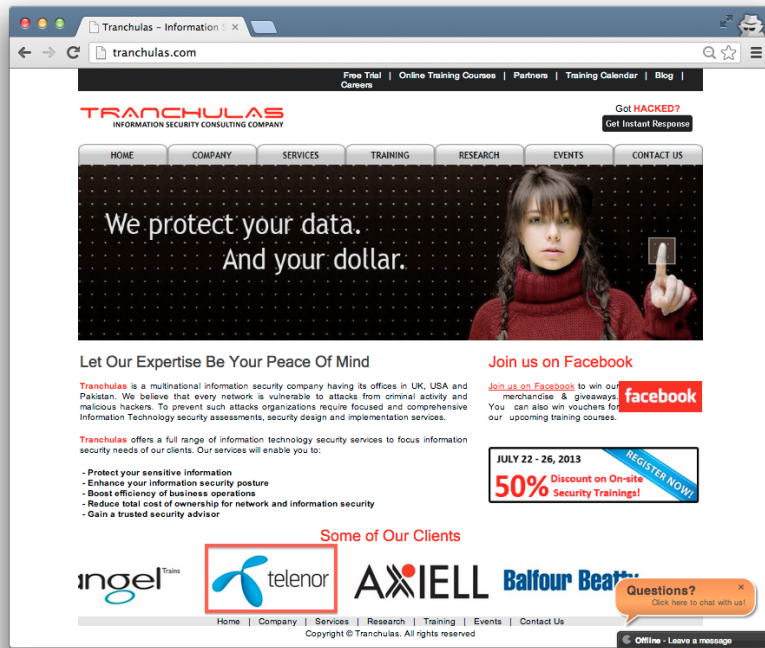 Tranchulas – Information S
tranchulas.com
Free Trial | Online Training Courses | Partners | Training Calendar | Blog |
Careers
TRANCHULAS
INFORMATION SECURITY CONSULTING COMPANY
Got HACKED?
Get Instant Response
HOME COMPANY SERVICES TRAINING RESEARCH EVENTS CONTACT US
We protect your data.
And your dollar.
Let Our Expertise Be Your Peace Of Mind
Tranchulas is a multinational information security company having its offices in UK, USA and
Pakistan. We believe that every network is vulnerable to attacks from criminal activity and
malicious hackers. To prevent such attacks organizations require focused and comprehensive
Information Technology security assessments, security design and implementation services.
Tranchulas offers a full range of information technology security services to focus information
security needs of our clients. Our services will enable you to:
- Protect your sensitive information
- Enhance your information security posture
- Boost efficiency of business operations
- Reduce total cost of ownership for network and information security
- Gain a trusted security advisor
Join us on Facebook
Join us on Facebook to win our
merchandise & giveaways.
You can also win vouchers for
our upcoming training courses.
facebook
JULY 22 - 26, 2013
REGISTER NOW!
50% Discount on On-site
Security Trainings!
Some of Our Clients
angel Trains
telenor
AXIELL
Balfour Beatty
Questions?
Click here to chat with us!
Home | Company | Services | Research | Training | Events | Contact Us
Copyright © Tranchulas. All rights reserved
Offline - Leave a message